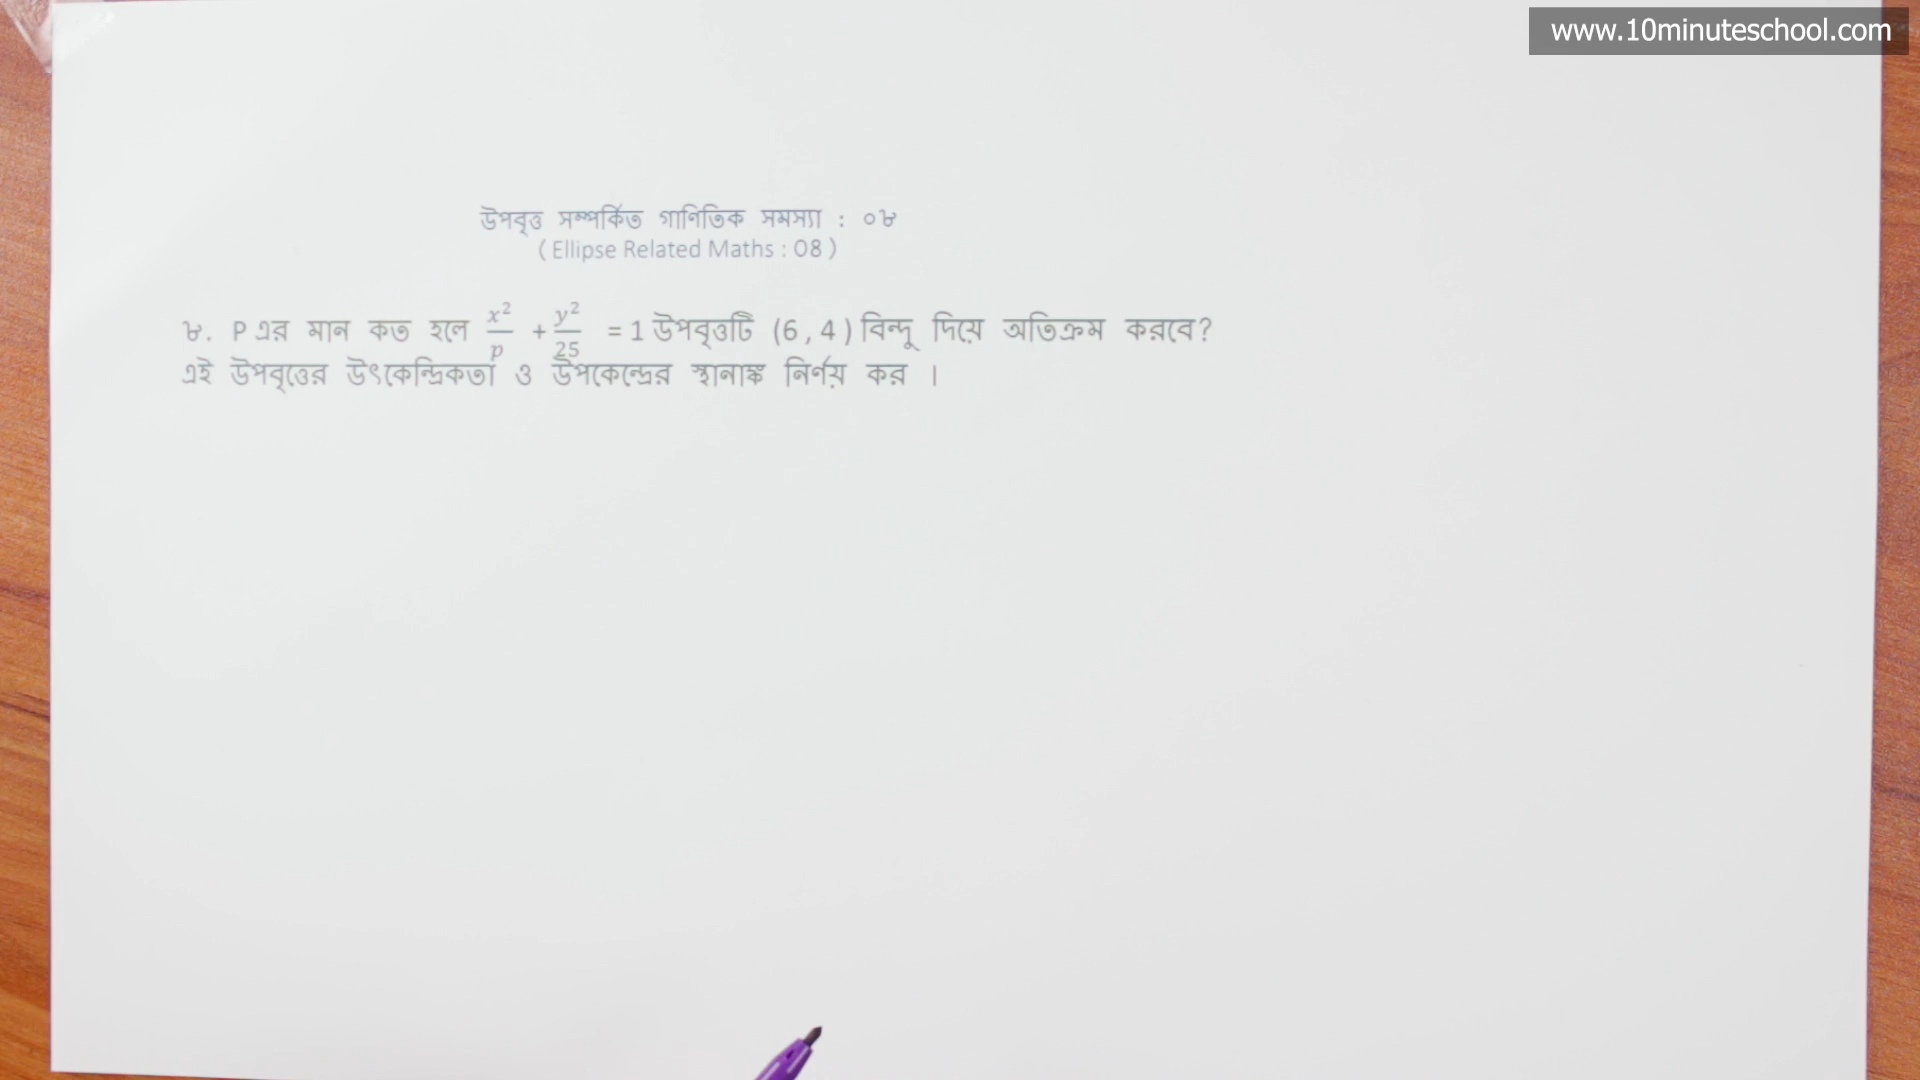 www.10minuteschool.com
উপবৃত্ত সম্পর্কিত গাণিতিক সমস্যা : ০৮
( Ellipse Related Maths : 08 )
৮. P এর মান কত হলে x²/p + y²/25 = 1 উপবৃত্তটি (6 , 4 ) বিন্দু দিয়ে অতিক্রম করবে?
এই উপবৃত্তের উৎকেন্দ্রিকতা ও উপকেন্দ্রের স্থানাঙ্ক নির্ণয় কর ।